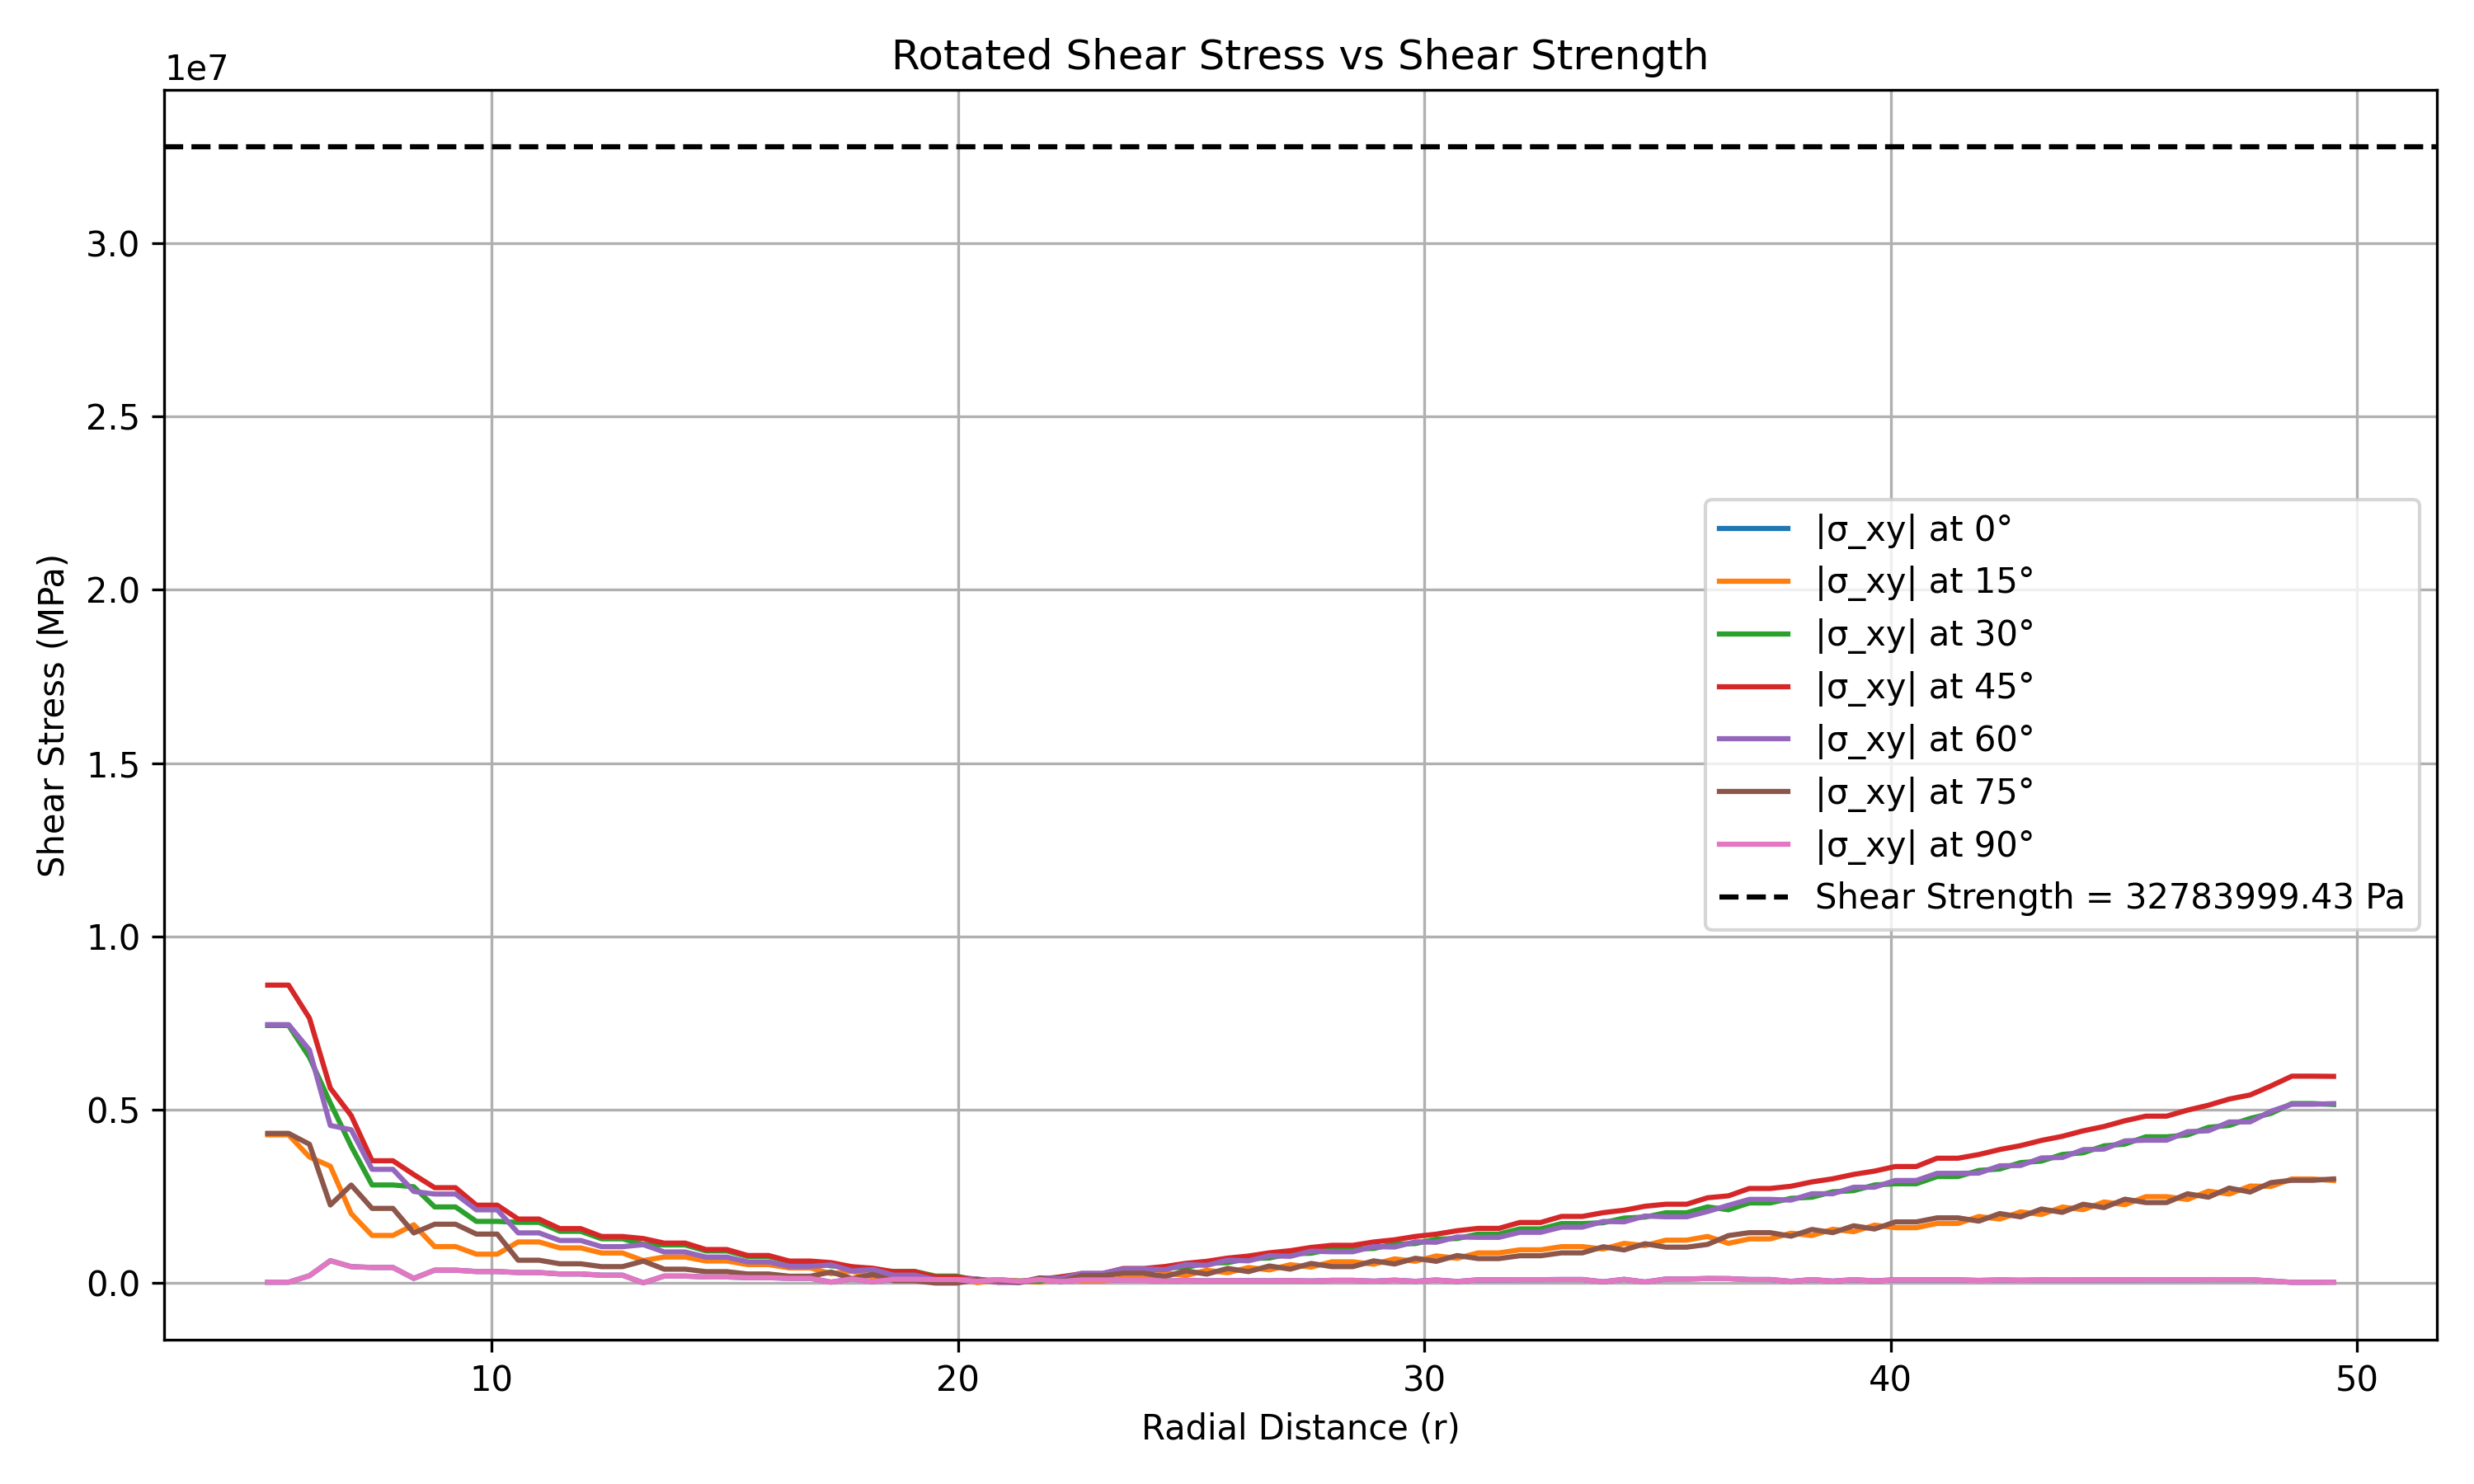 Rotated Shear Stress vs Shear Strength
1e7
3.0
2.5
2.0
1.5
1.0
0.5
0.0
Shear Stress (MPa)
|σ_xy| at 0°
|σ_xy| at 15°
|σ_xy| at 30°
|σ_xy| at 45°
|σ_xy| at 60°
|σ_xy| at 75°
|σ_xy| at 90°
Shear Strength = 32783999.43 Pa
10 20 30 40 50
Radial Distance (r)